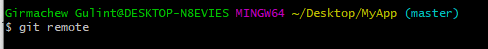 Girmachew Gulint@DESKTOP-N8EVIES MINGW64 ~/Desktop/MyApp (master)
$ git remote